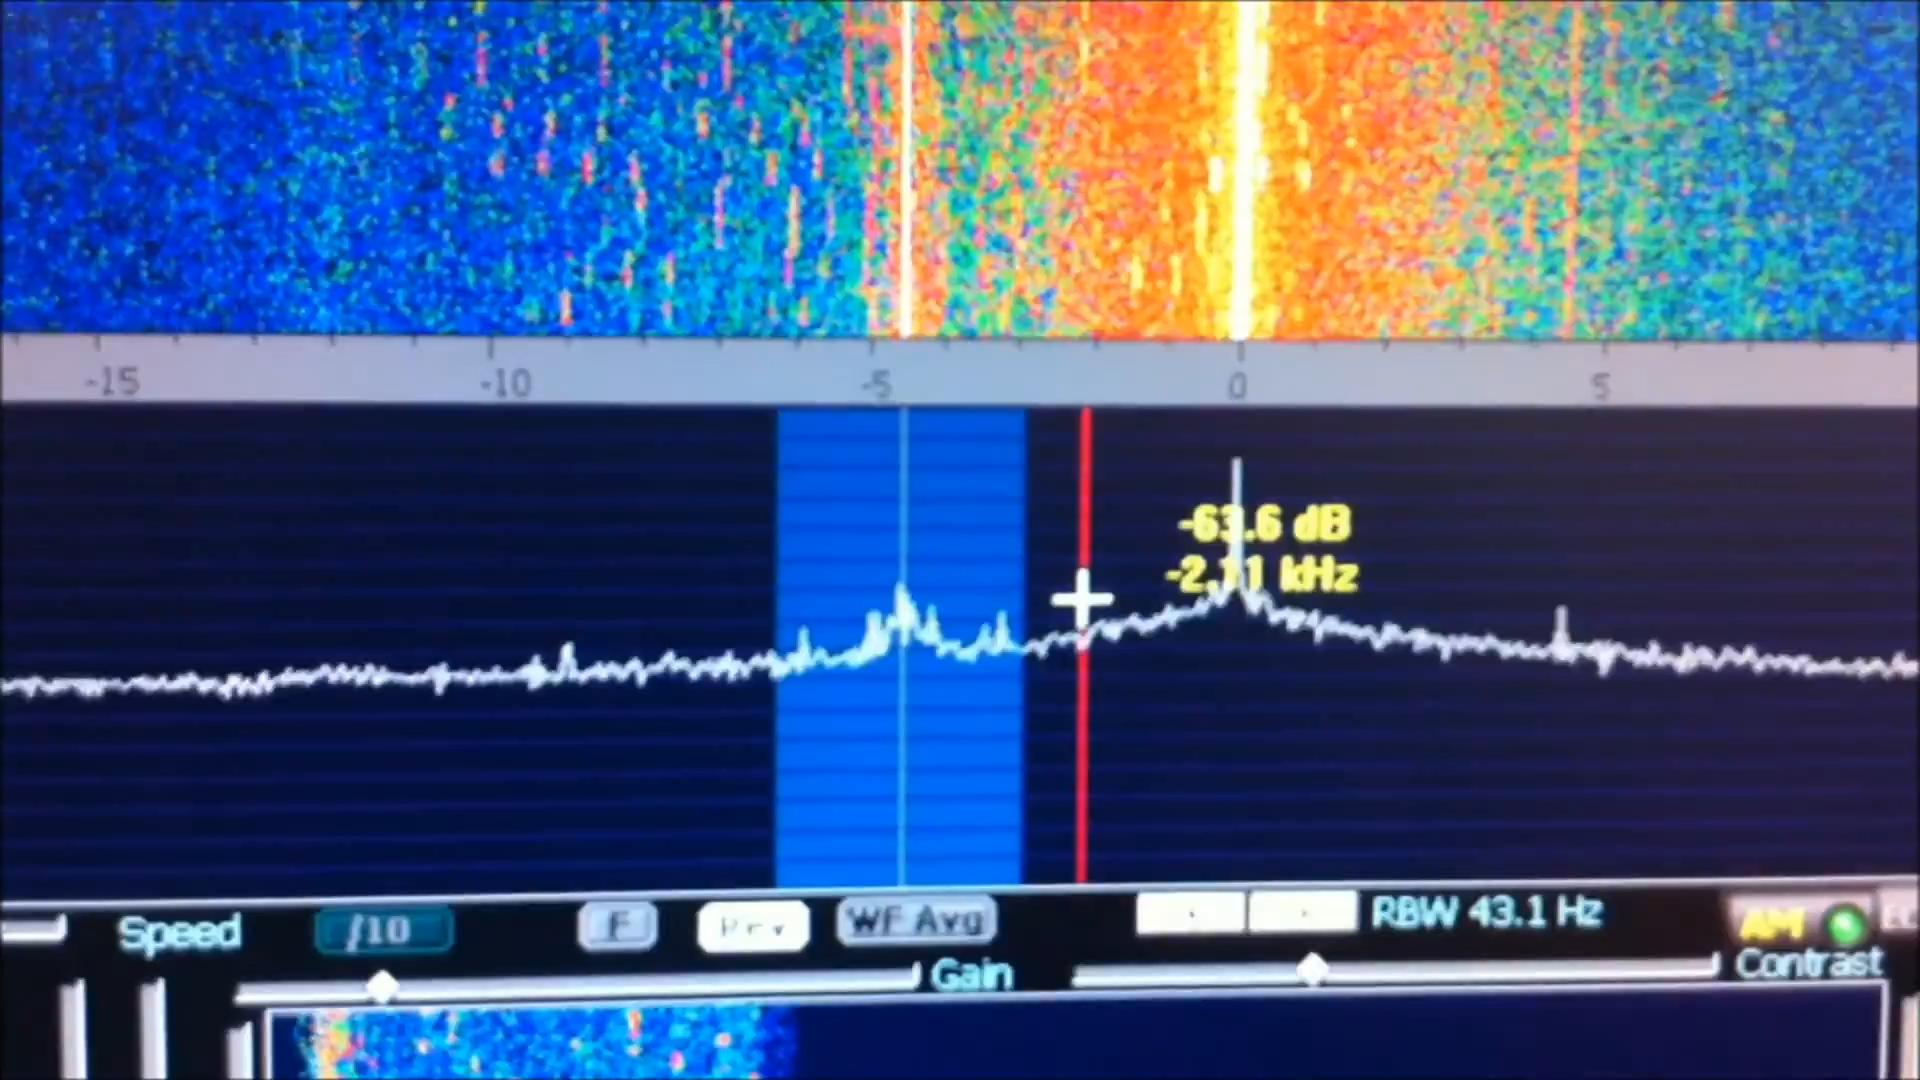 -15 -10 -5 0 5
-63.6 dB
-2.11 kHz
Speed /10 F WF Avg RBW 43.1 Hz AM
Gain Contrast